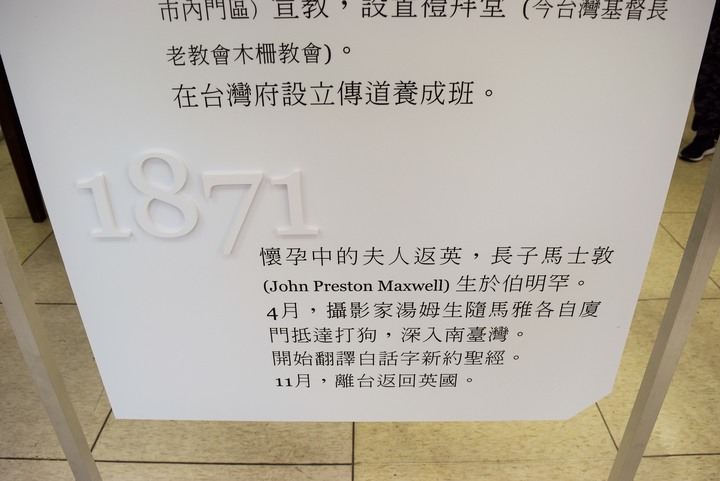 市內門區）宣教，設置禮拜堂（今台灣基督長
老教會木柵教會)。
在台灣府設立傳道養成班。
1871
懷孕中的夫人返英，長子馬士敦
(John Preston Maxwell) 生於伯明罕。
4月，攝影家湯姆生隨馬雅各自廈
門抵達打狗，深入南臺灣。
開始翻譯白話字新約聖經。
11月，離台返回英國。